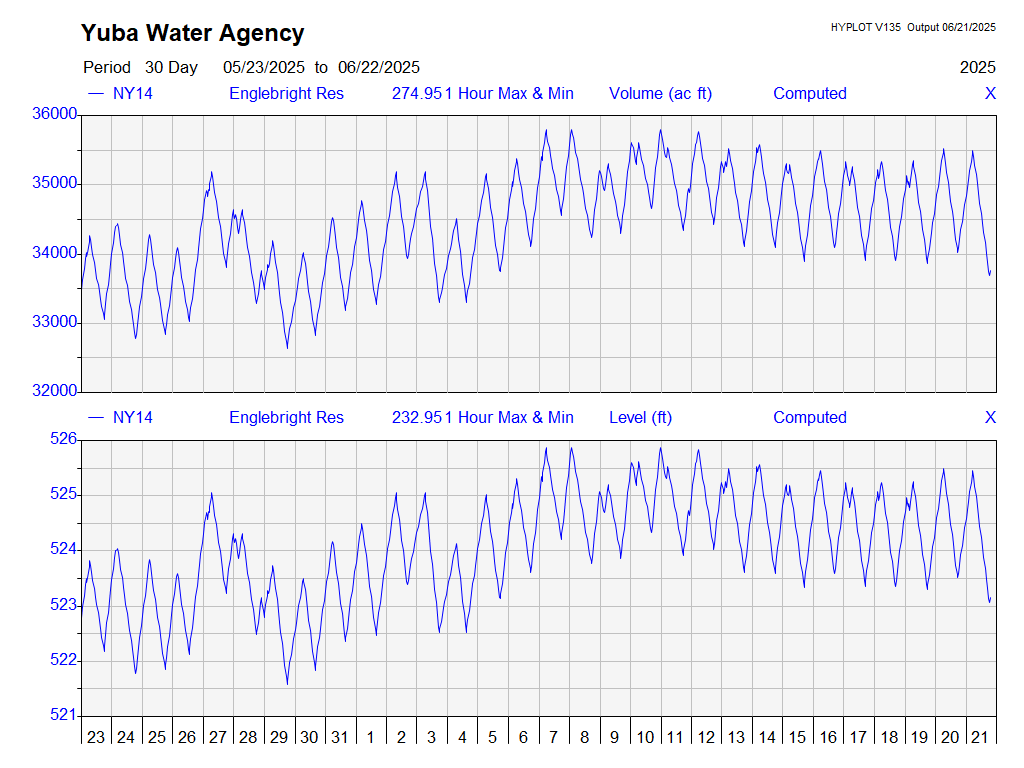 Yuba Water Agency
HYPLOT V135 Output 06/21/2025
Period 30 Day 05/23/2025 to 06/22/2025
2025
— NY14 Englebright Res 274.951 Hour Max & Min Volume (ac ft) Computed X
36000
35000
34000
33000
32000
— NY14 Englebright Res 232.951 Hour Max & Min Level (ft) Computed X
526
525
524
523
522
521
23 24 25 26 27 28 29 30 31 1 2 3 4 5 6 7 8 9 10 11 12 13 14 15 16 17 18 19 20 21